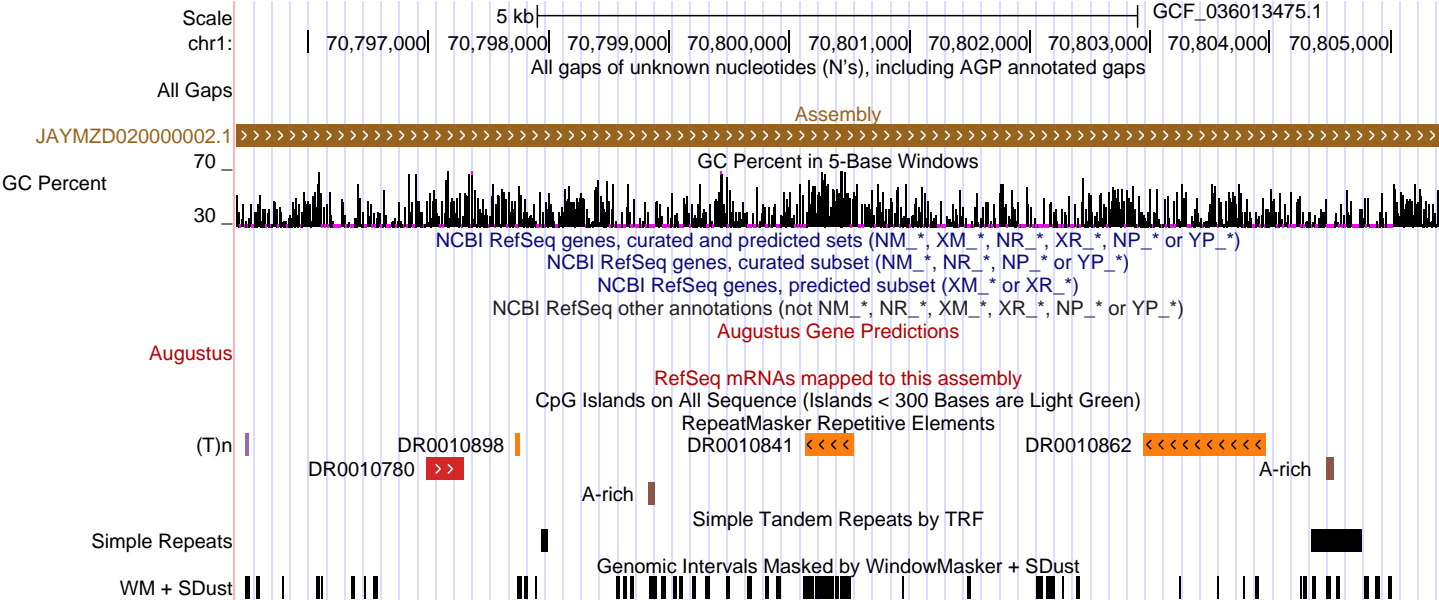 Scale 5 kb GCF_036013475.1
chr1: 70,797,000 70,798,000 70,799,000 70,800,000 70,801,000 70,802,000 70,803,000 70,804,000 70,805,000
All gaps of unknown nucleotides (N's), including AGP annotated gaps
All Gaps
Assembly
JAYMZD020000002.1
70
GC Percent in 5-Base Windows
GC Percent
30
NCBI RefSeq genes, curated and predicted sets (NM_*, XM_*, NR_*, XR_*, NP_* or YP_*)
NCBI RefSeq genes, curated subset (NM_*, NR_*, NP_* or YP_*)
NCBI RefSeq genes, predicted subset (XM_* or XR_*)
NCBI RefSeq other annotations (not NM_*, NR_*, XM_*, XR_*, NP_* or YP_*)
Augustus Gene Predictions
Augustus
RefSeq mRNAs mapped to this assembly
CpG Islands on All Sequence (Islands < 300 Bases are Light Green)
RepeatMasker Repetitive Elements
(T)n DR0010898 DR0010841 DR0010862
DR0010780 A-rich
A-rich
Simple Tandem Repeats by TRF
Simple Repeats
Genomic Intervals Masked by WindowMasker + SDust
WM + SDust